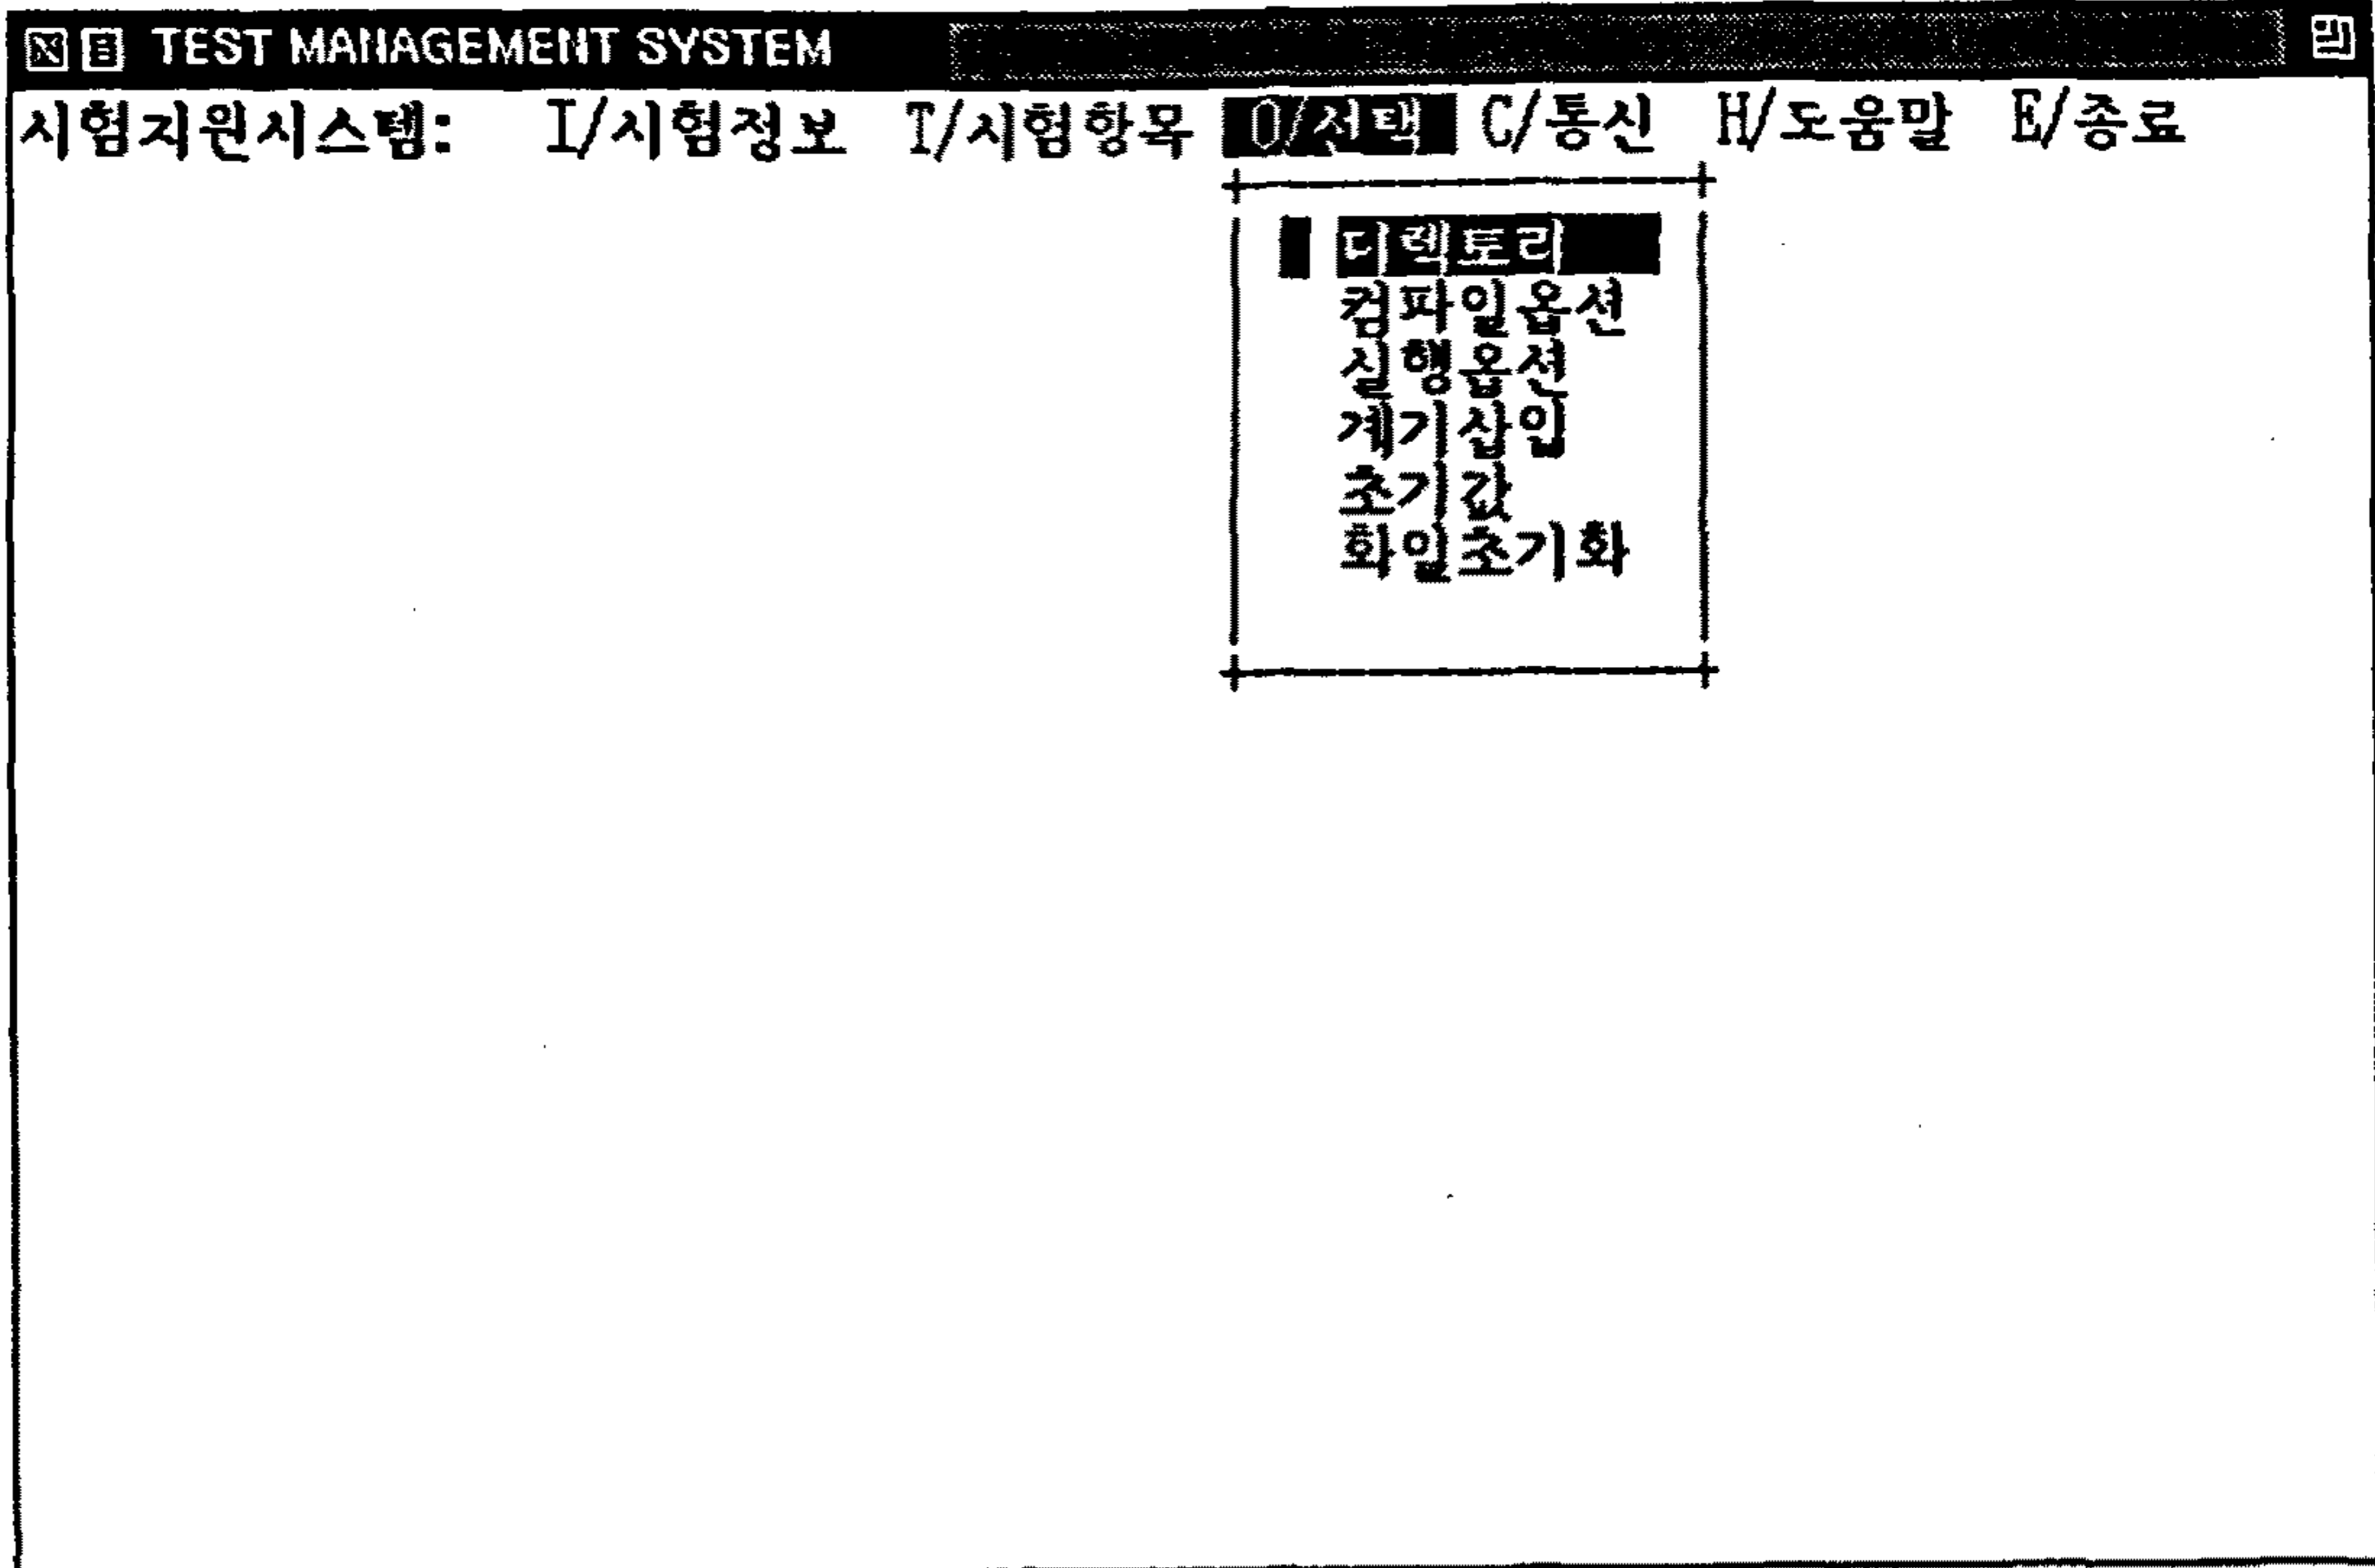 TEST MANAGEMENT SYSTEM
시험지원시스템: I/시험정보 T/시험항목 O/선택 C/통신 H/도움말 E/종료
디렉토리
컴파일옵션
실행옵션
계기삽입
초기값
화일초기화